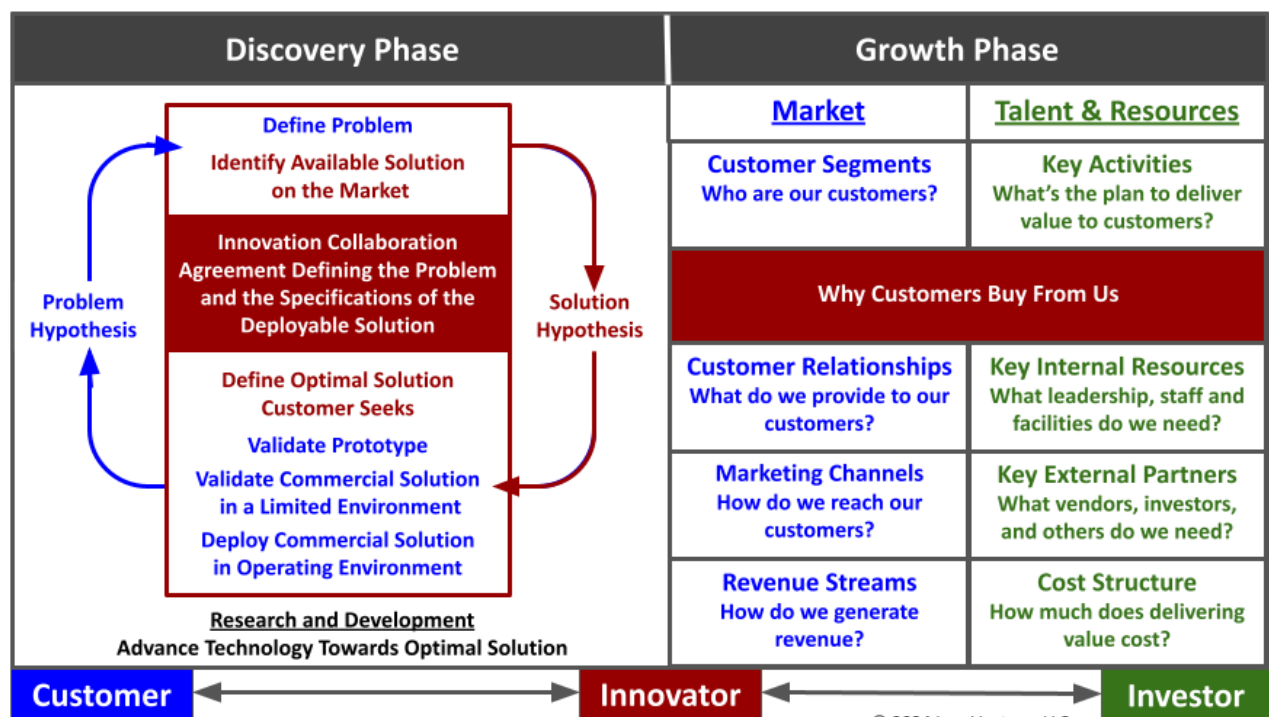 Discovery Phase
Growth Phase
Define Problem
Identify Available Solution
on the Market
Innovation Collaboration
Agreement Defining the Problem
and the Specifications of the
Deployable Solution
Define Optimal Solution
Customer Seeks
Validate Prototype
Validate Commercial Solution
in a Limited Environment
Deploy Commercial Solution
in Operating Environment
Problem
Hypothesis
Solution
Hypothesis
Research and Development
Advance Technology Towards Optimal Solution
Market
Talent & Resources
Customer Segments
Who are our customers?
Key Activities
What's the plan to deliver
value to customers?
Why Customers Buy From Us
Customer Relationships
What do we provide to our
customers?
Key Internal Resources
What leadership, staff and
facilities do we need?
Marketing Channels
How do we reach our
customers?
Key External Partners
What vendors, investors,
and others do we need?
Revenue Streams
How do we generate
revenue?
Cost Structure
How much does delivering
value cost?
Customer
Innovator
Investor